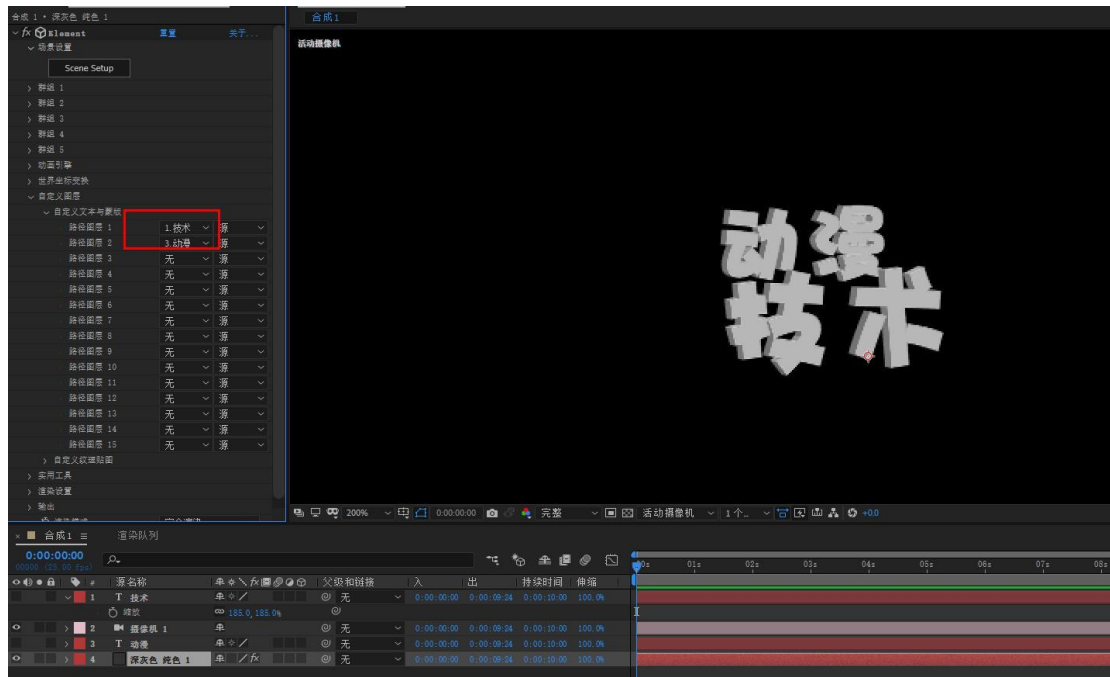 合成 1 • 深灰色 纯色 1
fx Element 重置 关于...
场景设置
Scene Setup
群组 1
群组 2
群组 3
群组 4
群组 5
动画引擎
世界坐标变换
自定义图层
自定义文本与蒙版
路径图层 1 1.技术 源
路径图层 2 3.动漫 源
路径图层 3 无 源
路径图层 4 无 源
路径图层 5 无 源
路径图层 6 无 源
路径图层 7 无 源
路径图层 8 无 源
路径图层 9 无 源
路径图层 10 无 源
路径图层 11 无 源
路径图层 12 无 源
路径图层 13 无 源
路径图层 14 无 源
路径图层 15 无 源
自定义纹理贴图
实用工具
渲染设置
输出
合成1
活动摄像机
动漫
技术
200% 0:00:00:00 完整 活动摄像机 1个... +0.0
合成1 渲染队列
0:00:00:00
00000 (25.00 fps)
00s 01s 02s 03s 04s 05s 06s 07s 08s
# 源名称 fx 父级和链接 入 出 持续时间 伸缩
1 T 技术 无 0:00:00:00 0:00:09:24 0:00:10:00 100.0%
缩放 185.0,185.0%
2 摄像机 1 无 0:00:00:00 0:00:09:24 0:00:10:00 100.0%
3 T 动漫 无 0:00:00:00 0:00:09:24 0:00:10:00 100.0%
4 深灰色 纯色 1 fx 无 0:00:00:00 0:00:09:24 0:00:10:00 100.0%